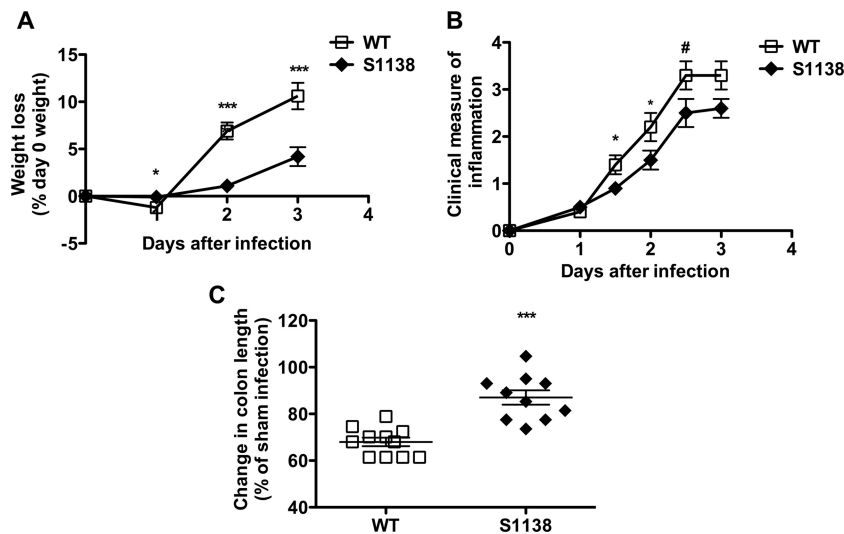 A
WT
S1138
15
10
5
0
-5
Weight loss
(% day 0 weight)
*
***
***
1
2
3
4
Days after infection
B
WT
S1138
4
3
2
1
0
Clinical measure of
inflammation
*
*
#
0
1
2
3
4
Days after infection
C
120
100
80
60
40
Change in colon length
(% of sham infection)
***
WT
S1138